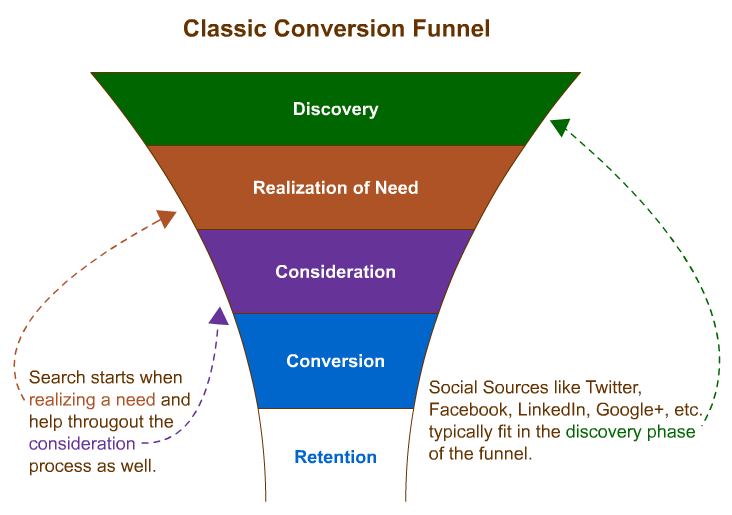 Classic Conversion Funnel
Discovery
Realization of Need
Consideration
Conversion
Retention
Search starts when
realizing a need and
help througout the
consideration
process as well.
Social Sources like Twitter,
Facebook, LinkedIn, Google+, etc.
typically fit in the discovery phase
of the funnel.